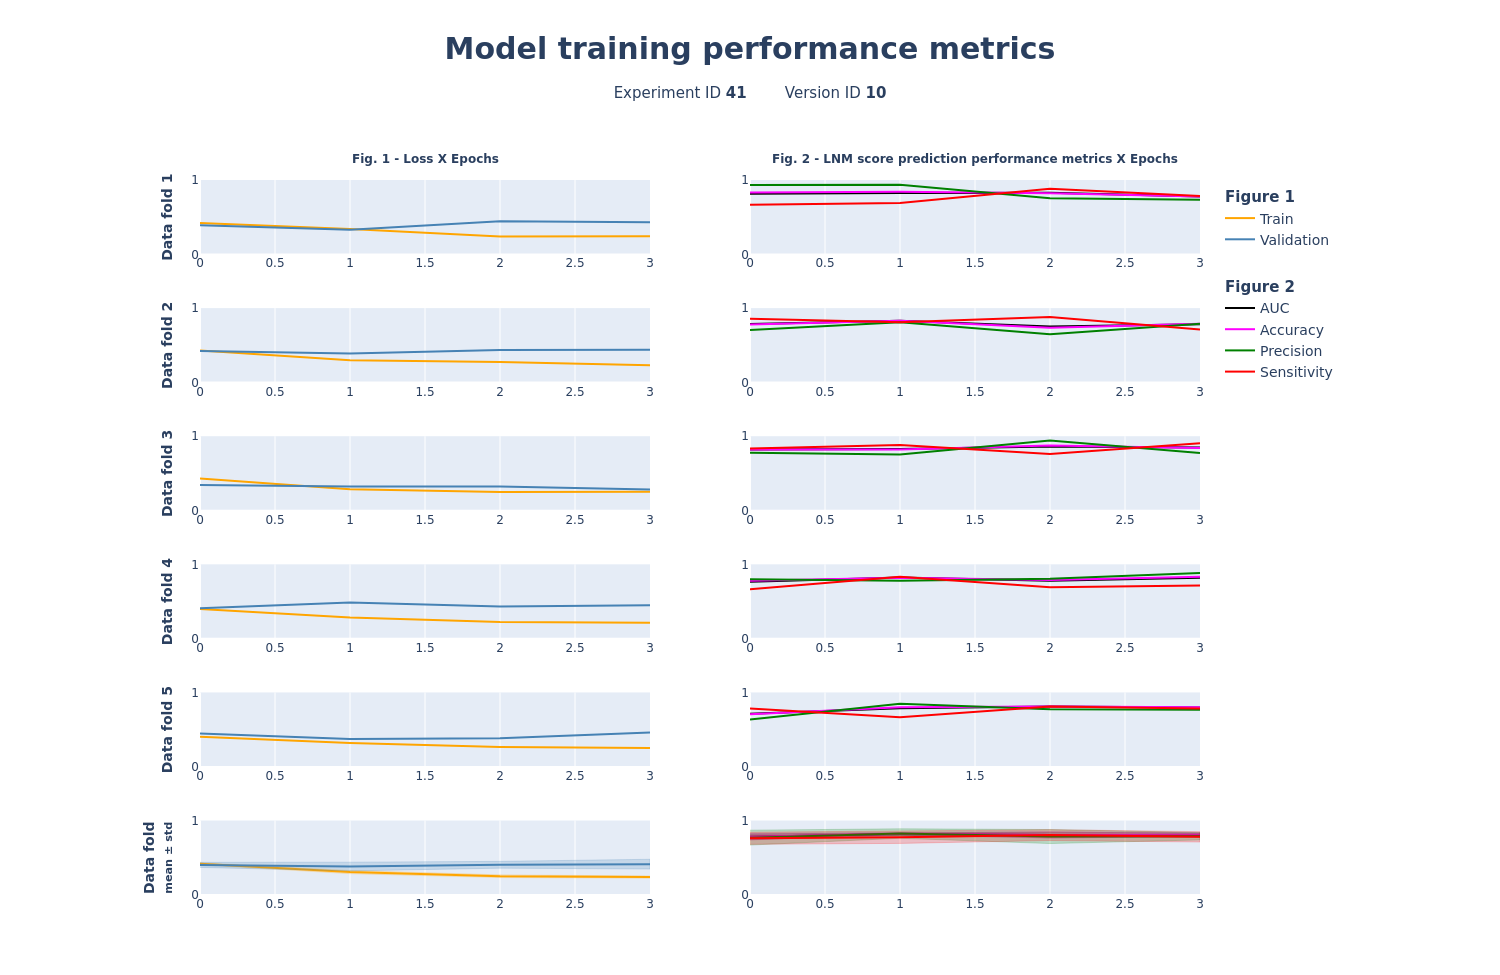 Model training performance metrics
Experiment ID 41 Version ID 10
Fig. 1 - Loss X Epochs
Fig. 2 - LNM score prediction performance metrics X Epochs
Data fold 1
1
0
0 0.5 1 1.5 2 2.5 3
1
0
0 0.5 1 1.5 2 2.5 3
Figure 1
Train
Validation
Figure 2
AUC
Accuracy
Precision
Sensitivity
Data fold 2
1
0
0 0.5 1 1.5 2 2.5 3
1
0
0 0.5 1 1.5 2 2.5 3
Data fold 3
1
0
0 0.5 1 1.5 2 2.5 3
1
0
0 0.5 1 1.5 2 2.5 3
Data fold 4
1
0
0 0.5 1 1.5 2 2.5 3
1
0
0 0.5 1 1.5 2 2.5 3
Data fold 5
1
0
0 0.5 1 1.5 2 2.5 3
1
0
0 0.5 1 1.5 2 2.5 3
Data fold
mean ± std
1
0
0 0.5 1 1.5 2 2.5 3
1
0
0 0.5 1 1.5 2 2.5 3